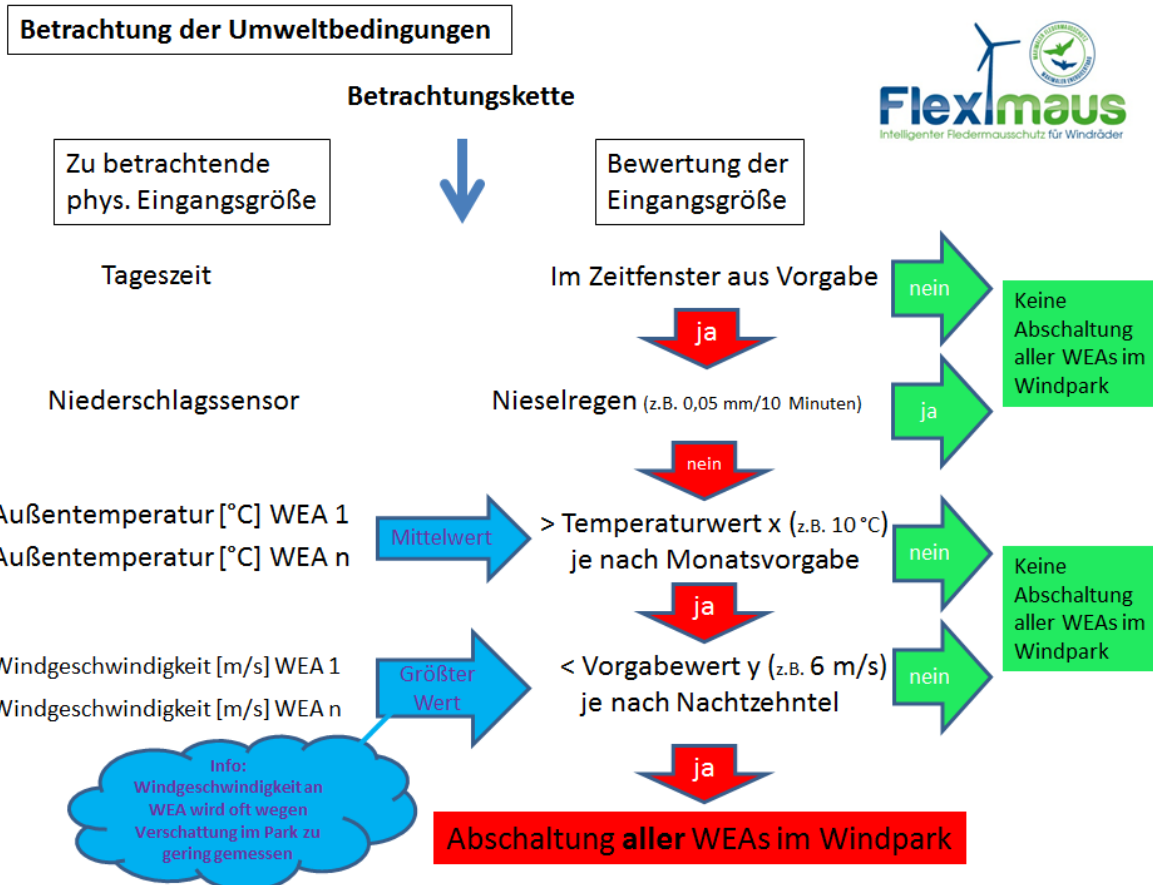 Betrachtung der Umweltbedingungen
Betrachtungskette
Fleximaus
Intelligenter Fledermausschutz für Windräder
Zu betrachtende
phys. Eingangsgröße
Bewertung der
Eingangsgröße
Tageszeit
Im Zeitfenster aus Vorgabe
nein
Keine
Abschaltung
aller WEAs im
Windpark
ja
Niederschlagssensor
Nieselregen (z.B. 0,05 mm/10 Minuten)
ja
nein
Außentemperatur [°C] WEA 1
Außentemperatur [°C] WEA n
Mittelwert
> Temperaturwert x (z.B. 10 °C)
je nach Monatsvorgabe
nein
Keine
Abschaltung
aller WEAs im
Windpark
ja
Windgeschwindigkeit [m/s] WEA 1
Windgeschwindigkeit [m/s] WEA n
Größter
Wert
< Vorgabewert y (z.B. 6 m/s)
je nach Nachtzehntel
nein
Info:
Windgeschwindigkeit an
WEA wird oft wegen
Verschattung im Park zu
gering gemessen
ja
Abschaltung aller WEAs im Windpark